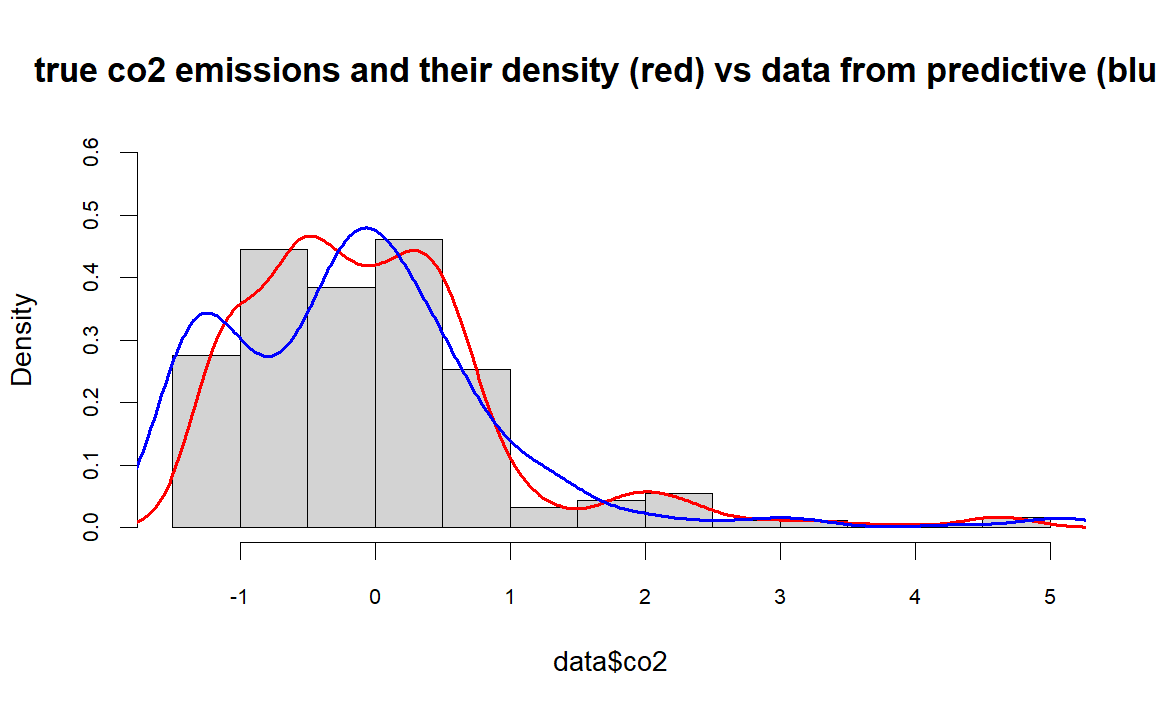 true co2 emissions and their density (red) vs data from predictive (blu
Density
0.6
0.5
0.4
0.3
0.2
0.1
0.0
-1 0 1 2 3 4 5
data$co2